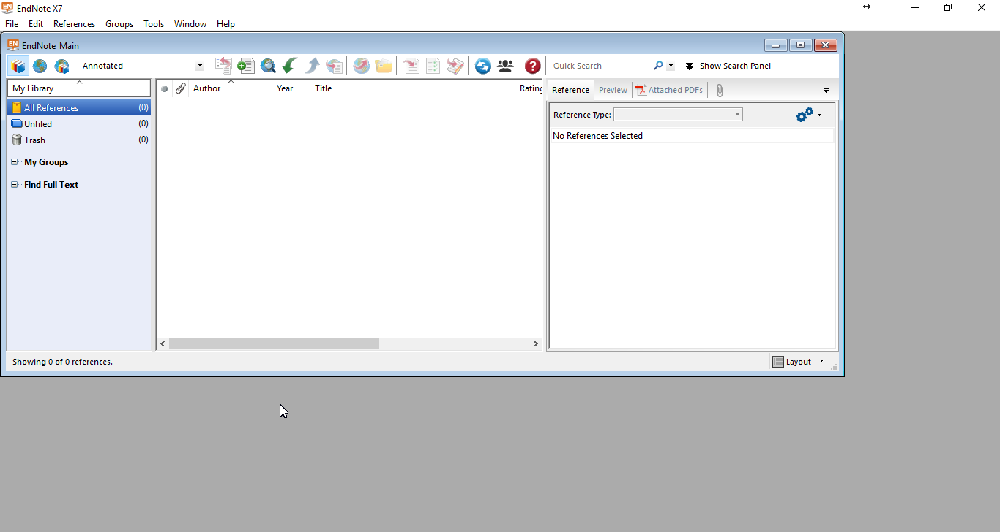 EN EndNote X7
File Edit References Groups Tools Window Help
EN EndNote_Main
Annotated
Quick Search
Show Search Panel
My Library
Author Year Title Rating
Reference Preview Attached PDFs
All References (0)
Unfiled (0)
Trash (0)
My Groups
Find Full Text
Reference Type:
No References Selected
Showing 0 of 0 references.
Layout